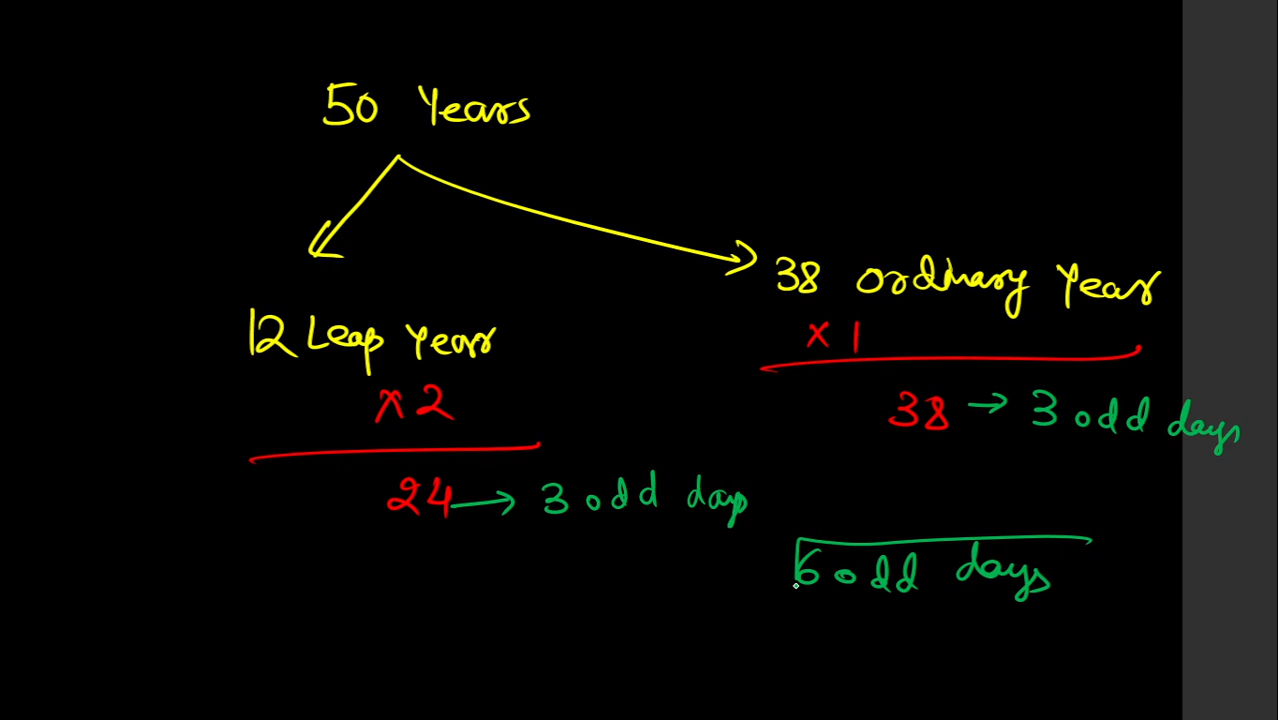 50 Years
12 Leap Years
x 2
24 → 3 odd days
38 ordinary Year
x 1
38 → 3 odd days
6 odd days